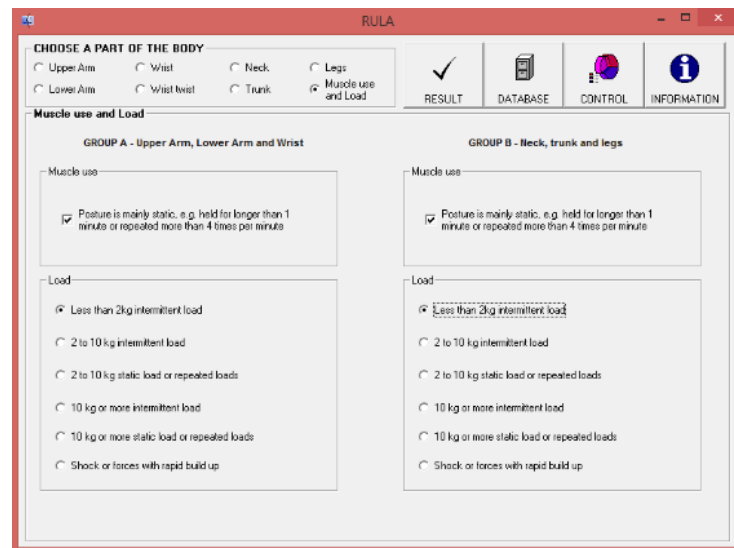 RULA
CHOOSE A PART OF THE BODY
Upper Arm Wrist Neck Legs
Lower Arm Wrist twist Trunk Muscle use and Load
RESULT DATABASE CONTROL INFORMATION
Muscle use and Load
GROUP A - Upper Arm, Lower Arm and Wrist
Muscle use
Posture is mainly static, e.g. held for longer than 1
minute or repeated more than 4 times per minute
Load
Less than 2kg intermittent load
2 to 10 kg intermittent load
2 to 10 kg static load or repeated loads
10 kg or more intermittent load
10 kg or more static load or repeated loads
Shock or forces with rapid build up
GROUP B - Neck, trunk and legs
Muscle use
Posture is mainly static, e.g. held for longer than 1
minute or repeated more than 4 times per minute
Load
Less than 2kg intermittent load
2 to 10 kg intermittent load
2 to 10 kg static load or repeated loads
10 kg or more intermittent load
10 kg or more static load or repeated loads
Shock or forces with rapid build up